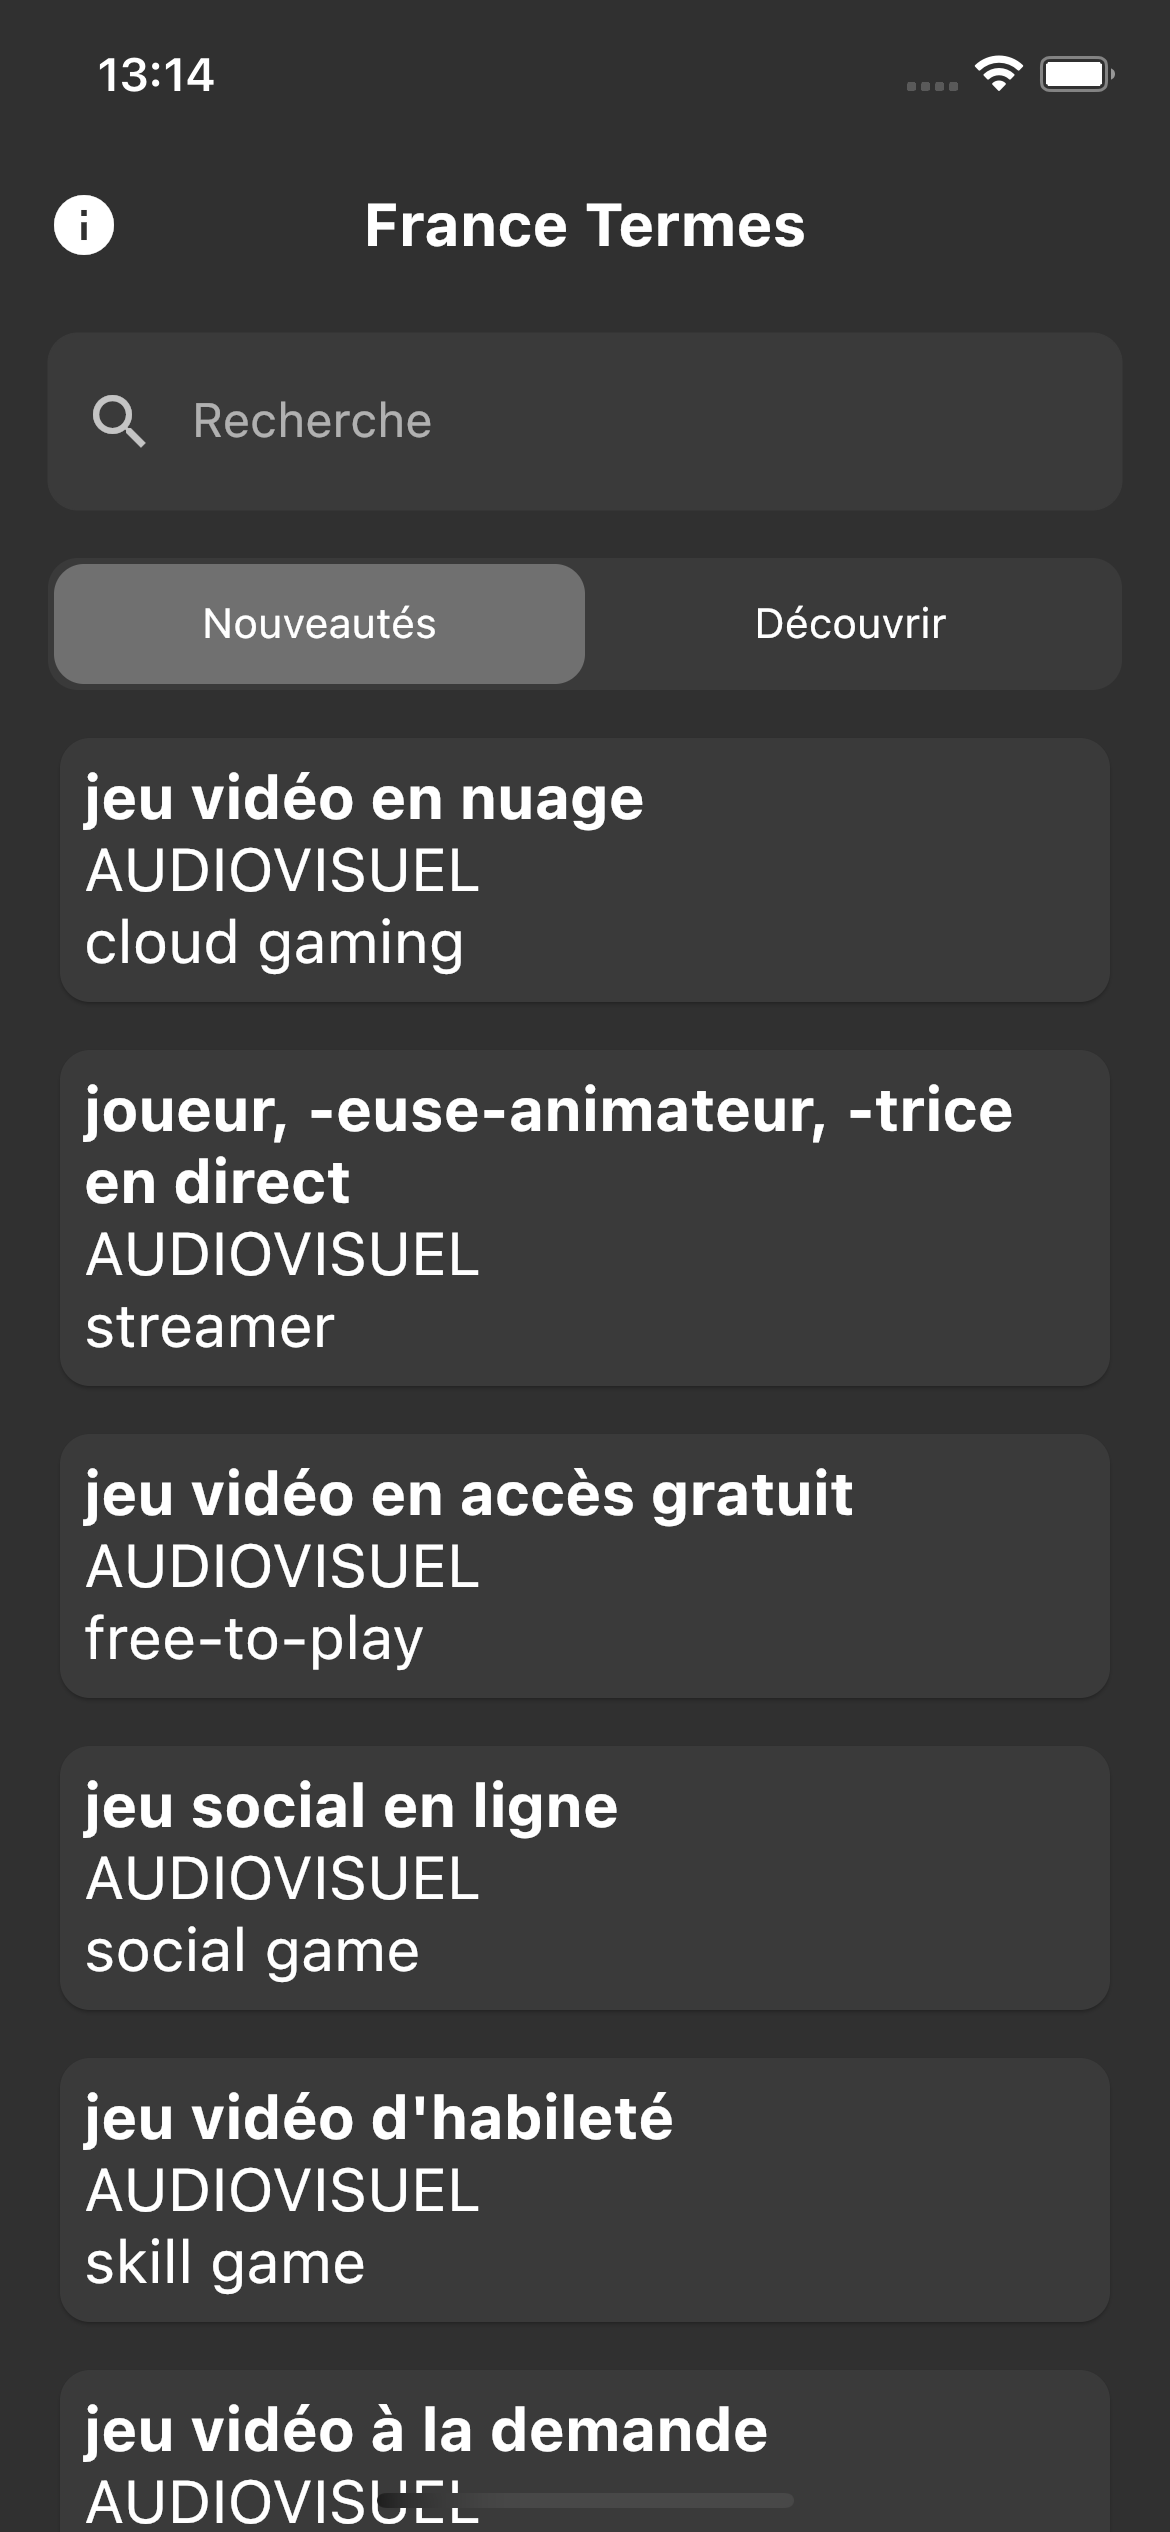 13:14
France Termes
Recherche
Nouveautés
Découvrir
jeu vidéo en nuage
AUDIOVISUEL
cloud gaming
joueur, -euse-animateur, -trice
en direct
AUDIOVISUEL
streamer
jeu vidéo en accès gratuit
AUDIOVISUEL
free-to-play
jeu social en ligne
AUDIOVISUEL
social game
jeu vidéo d'habileté
AUDIOVISUEL
skill game
jeu vidéo à la demande
AUDIOVISUEL